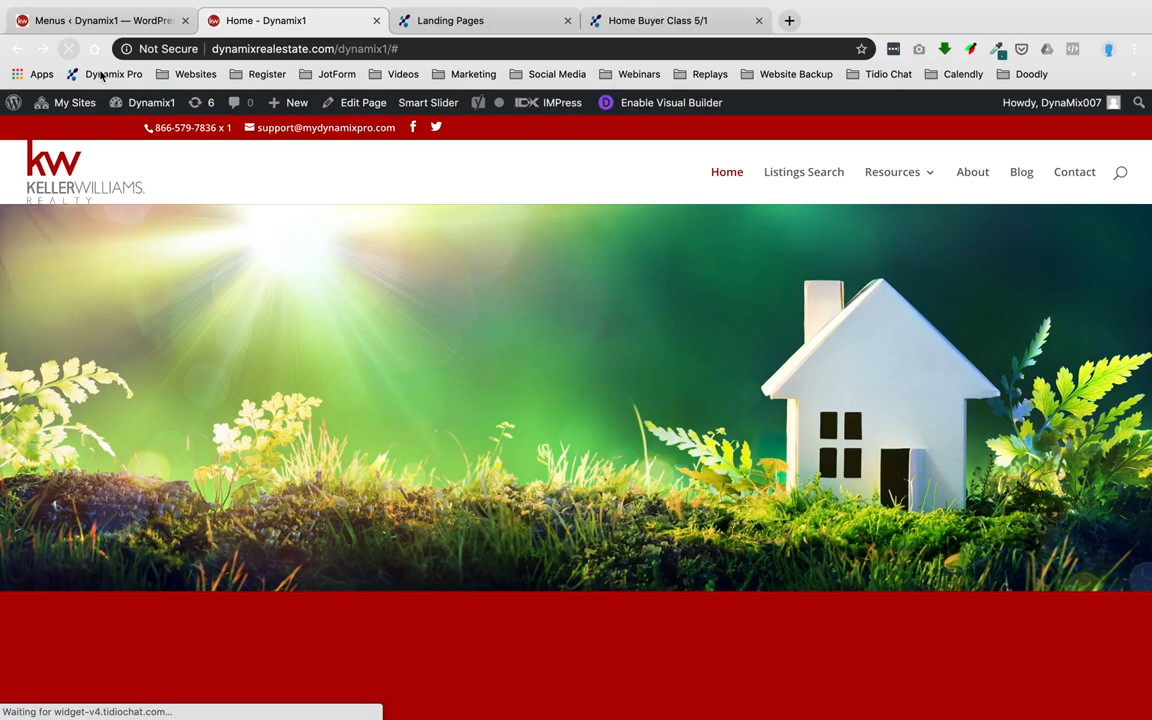 Menus ‹ Dynamix1 — WordPres
Home - Dynamix1
Landing Pages
Home Buyer Class 5/1
Not Secure
dynamixrealestate.com/dynamix1/#
Apps
Dynamix Pro
Websites
Register
JotForm
Videos
Marketing
Social Media
Webinars
Replays
Website Backup
Tidio Chat
Calendly
Doodly
»
My Sites
Dynamix1
6
0
New
Edit Page
Smart Slider
IMPress
Enable Visual Builder
Howdy, DynaMix007
866-579-7836 x 1
support@mydynamixpro.com
kw
KELLERWILLIAMS.
REALTY
Home
Listings Search
Resources
About
Blog
Contact
Waiting for widget-v4.tidiochat.com...